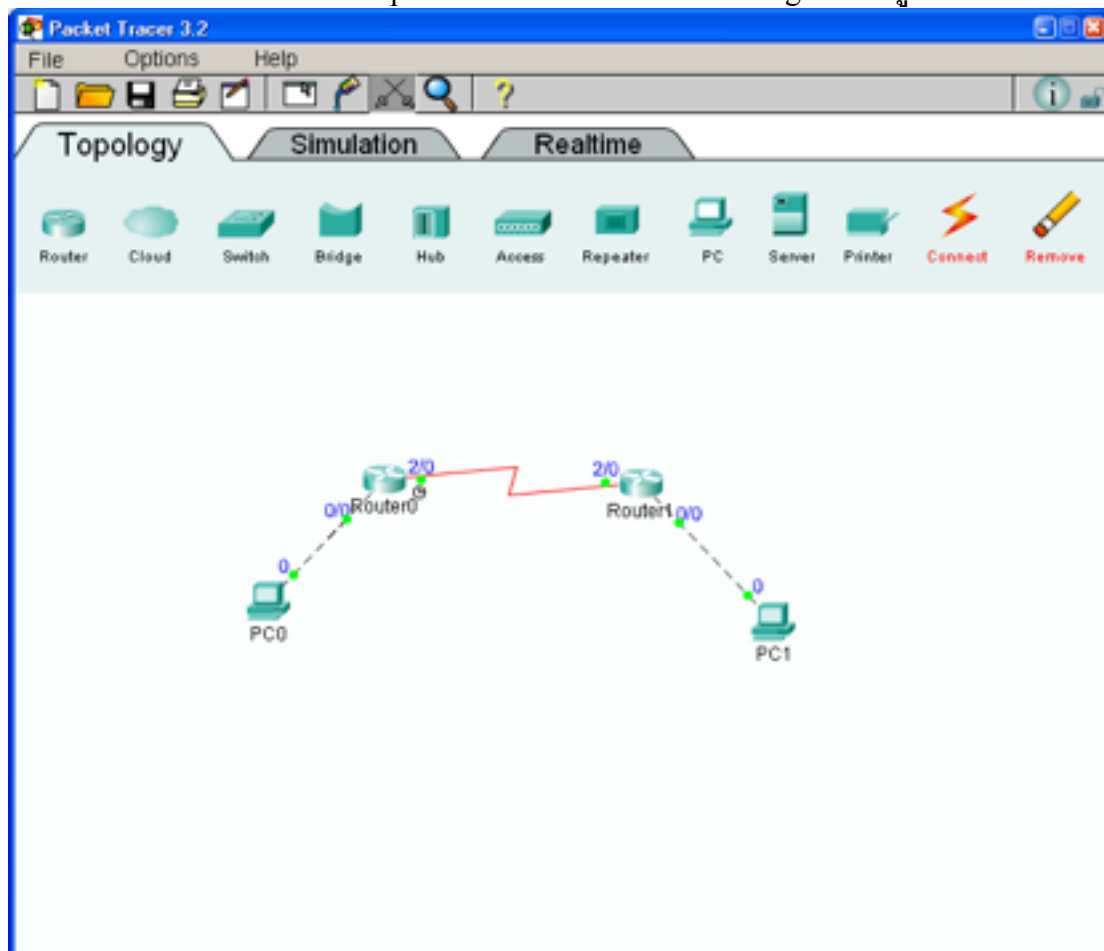 Packet Tracer 3.2
File Options Help
?
i
Topology Simulation Realtime
Router Cloud Switch Bridge Hub Access Repeater PC Server Printer Connect Remove
2/0 2/0
Router0 Router1
0/0 0/0
0 0
PC0
PC1